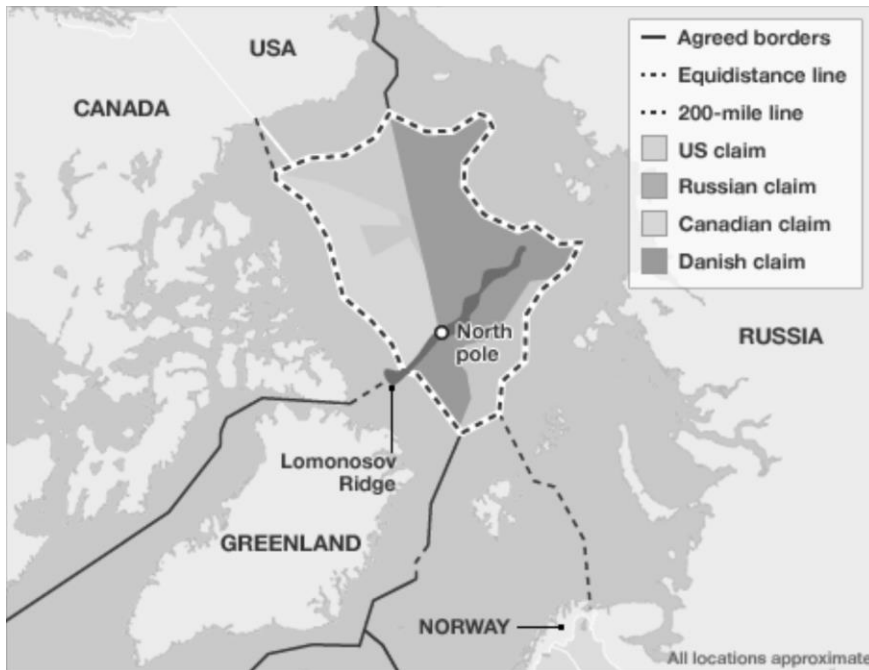 USA
CANADA
Agreed borders
Equidistance line
200-mile line
US claim
Russian claim
Canadian claim
Danish claim
North
pole
RUSSIA
Lomonosov
Ridge
GREENLAND
NORWAY
All locations approximate